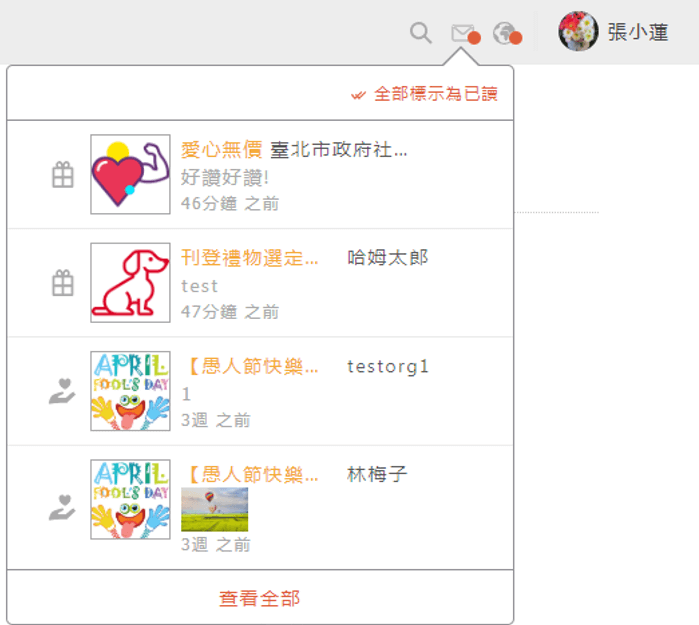 張小蓮
全部標示為已讀
愛心無價 臺北市政府社...
好讚好讚!
46分鐘 之前
刊登禮物選定... 哈姆太郎
test
47分鐘 之前
APRIL
FOOL'S DAY
【愚人節快樂... testorg1
1
3週 之前
APRIL
FOOL'S DAY
【愚人節快樂... 林梅子
3週 之前
查看全部